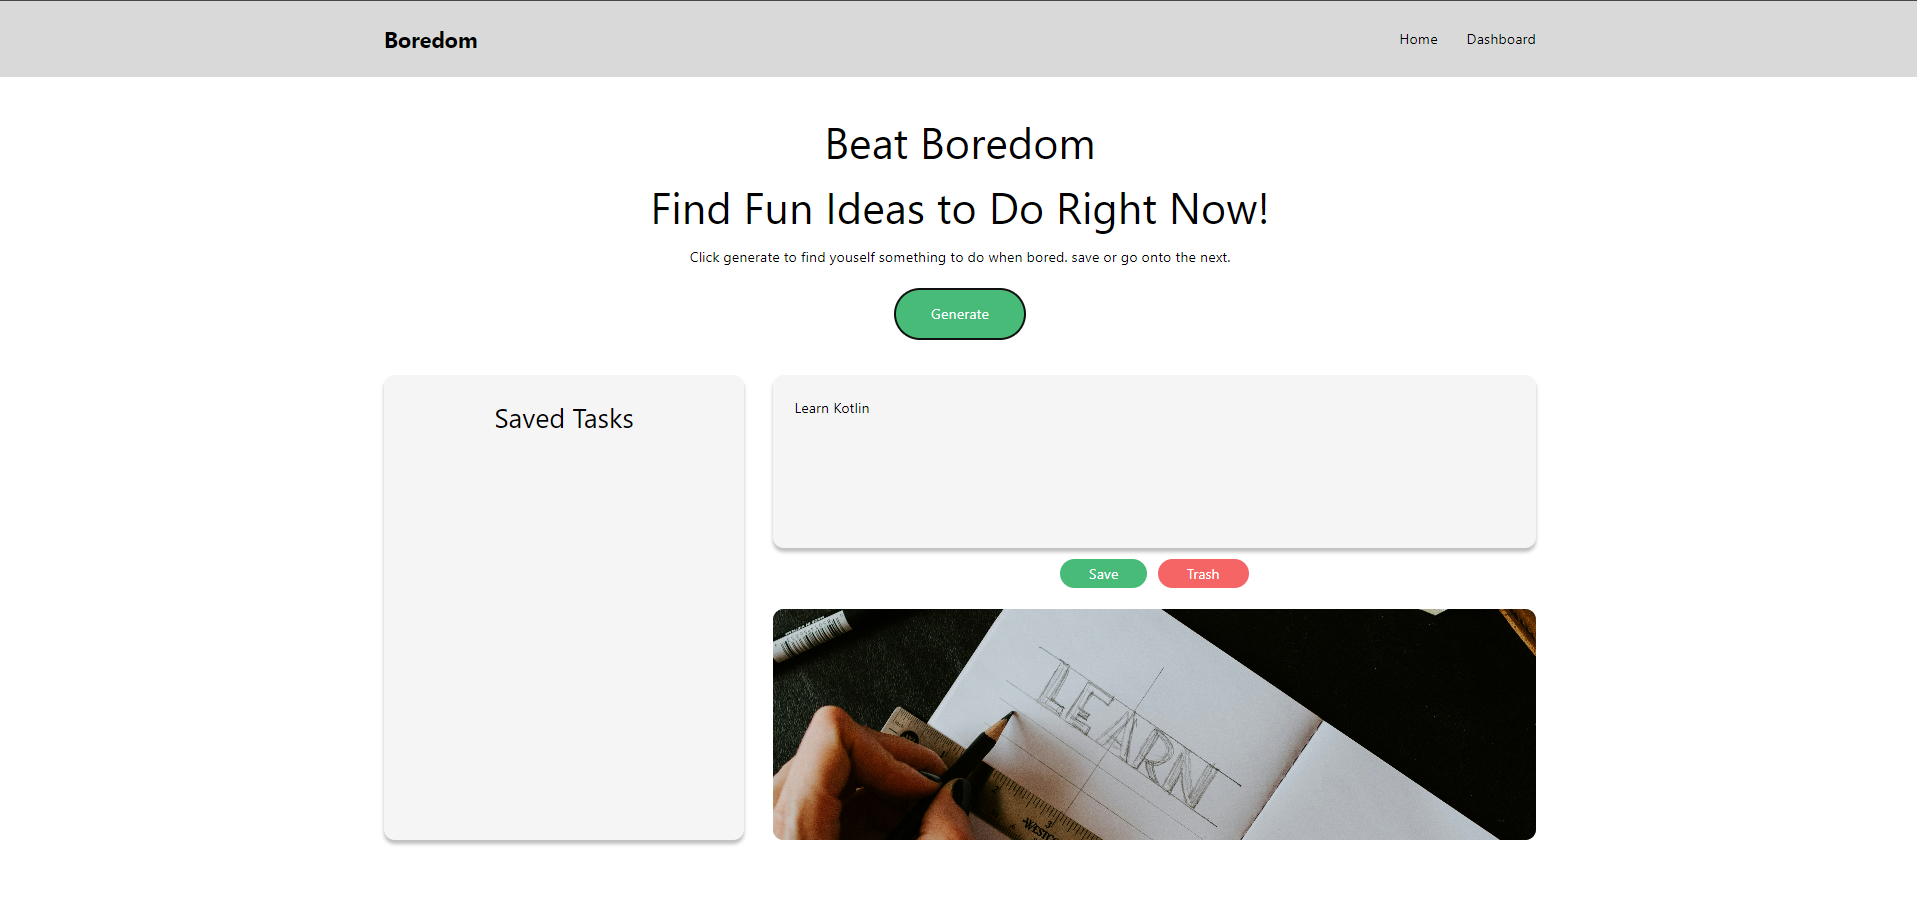 Boredom
Home
Dashboard
Beat Boredom
Find Fun Ideas to Do Right Now!
Click generate to find youself something to do when bored. save or go onto the next.
Generate
Saved Tasks
Learn Kotlin
Save
Trash
LEARN